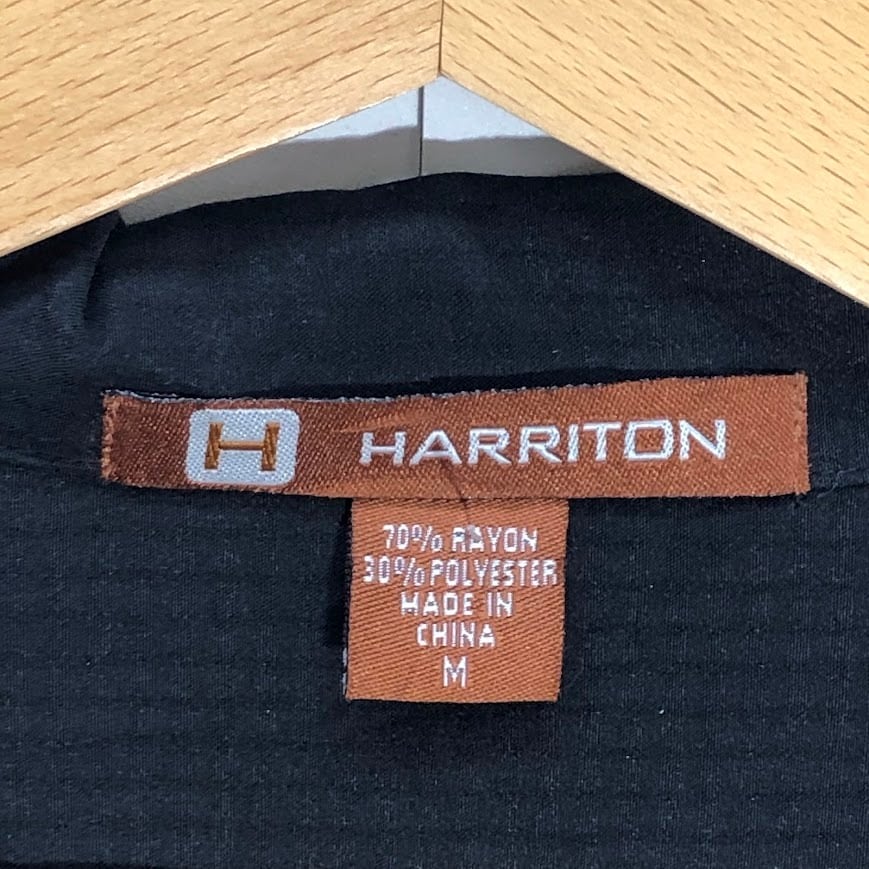 H HARRITON
70% RAYON
30% POLYESTER
MADE IN
CHINA
M